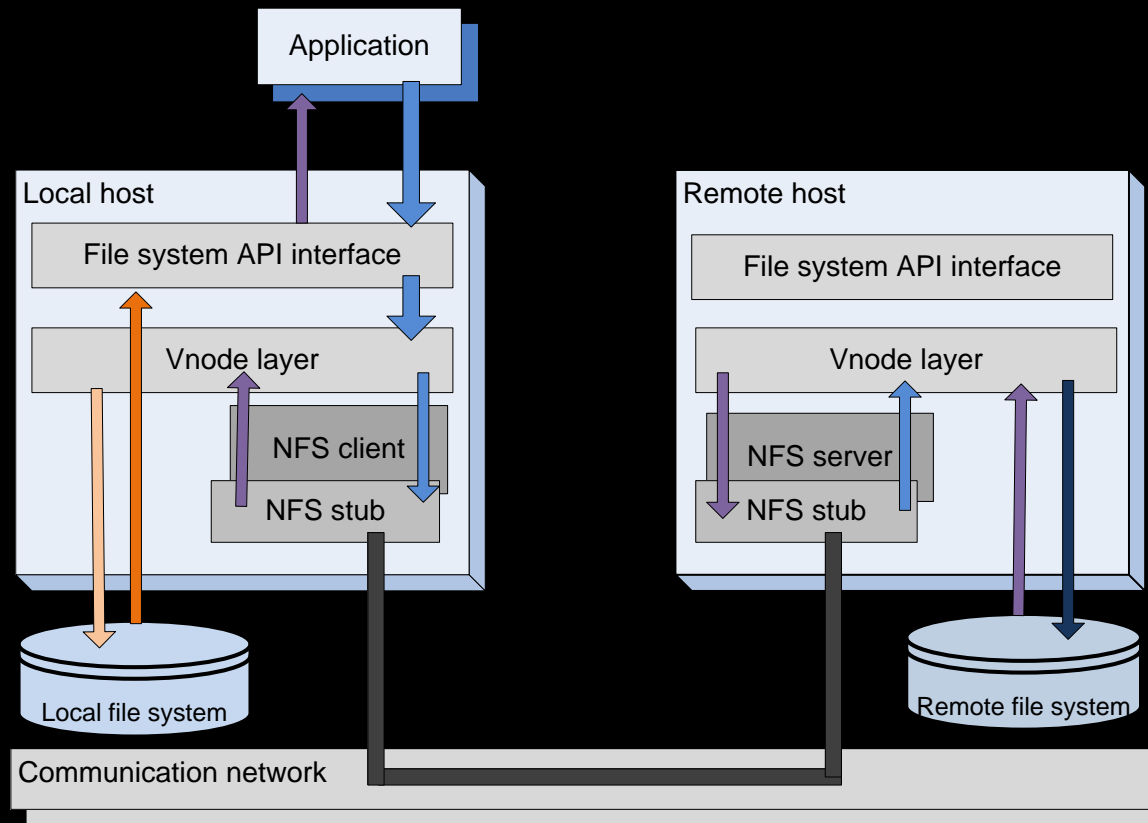 Application
Local host
File system API interface
Vnode layer
NFS client
NFS stub
Local file system
Remote host
File system API interface
Vnode layer
NFS server
NFS stub
Remote file system
Communication network